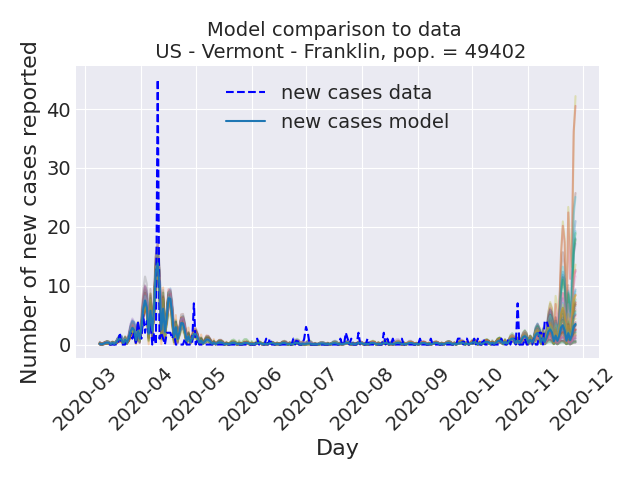 Model comparison to data
US - Vermont - Franklin, pop. = 49402
new cases data
new cases model
Number of new cases reported
40
30
20
10
0
2020-03
2020-04
2020-05
2020-06
2020-07
2020-08
2020-09
2020-10
2020-11
2020-12
Day